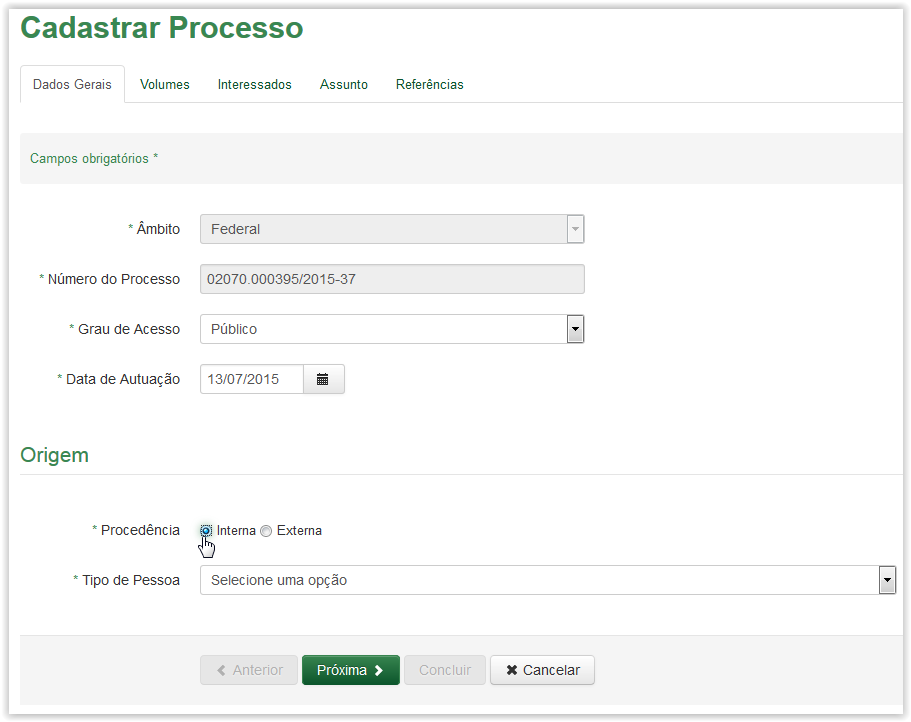 Cadastrar Processo
Dados Gerais Volumes Interessados Assunto Referências
Campos obrigatórios *
* Âmbito Federal
* Número do Processo 02070.000395/2015-37
* Grau de Acesso Público
* Data de Autuação 13/07/2015
Origem
* Procedência Interna Externa
* Tipo de Pessoa Selecione uma opção
Anterior Próxima Concluir Cancelar